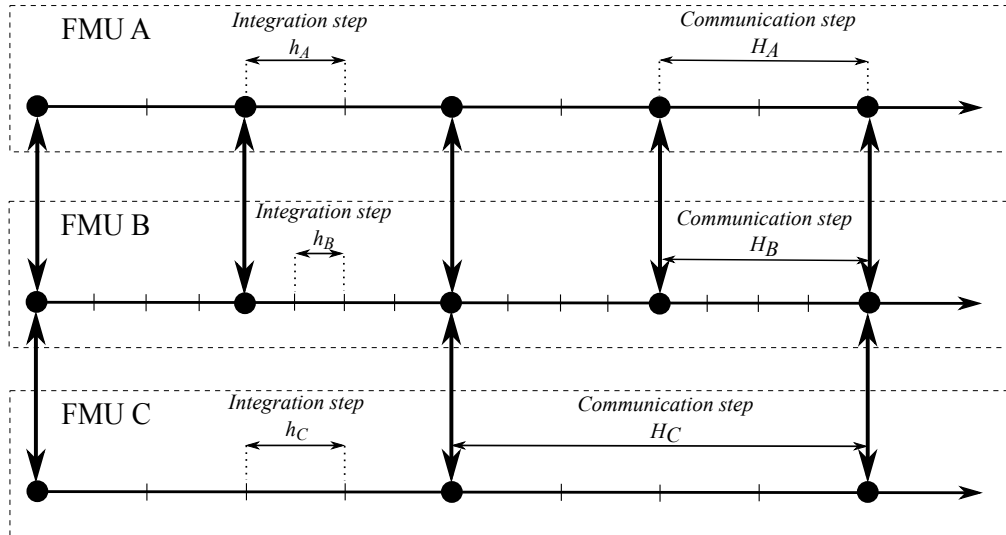 FMU A
Integration step
h_A
Communication step
H_A
FMU B
Integration step
h_B
Communication step
H_B
FMU C
Integration step
h_C
Communication step
H_C